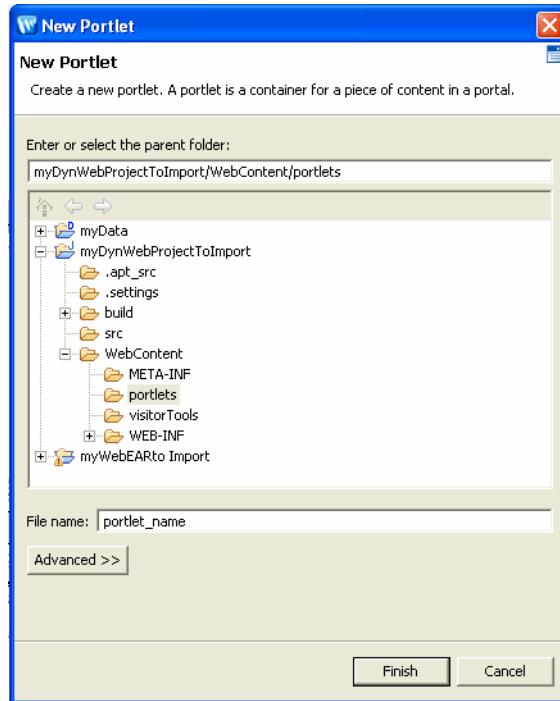 New Portlet
New Portlet
Create a new portlet. A portlet is a container for a piece of content in a portal.
Enter or select the parent folder:
myDynWebProjectToImport/WebContent/portlets
myData
myDynWebProjectToImport
.apt_src
.settings
build
src
WebContent
META-INF
portlets
visitorTools
WEB-INF
myWebEARto Import
File name: portlet_name
Advanced >>
Finish Cancel